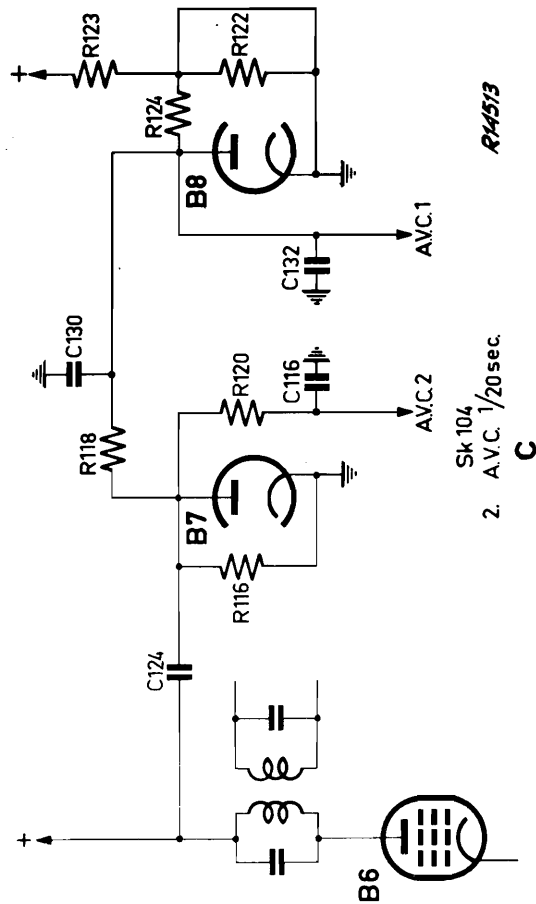 +
R123
R122
R124
B8
C130
C132
A.V.C.1
R118
R120
C116
A.V.C.2
B7
R116
C124
+
B6
Sk 104
2. A.V.C. 1/20 sec.
C
R14513